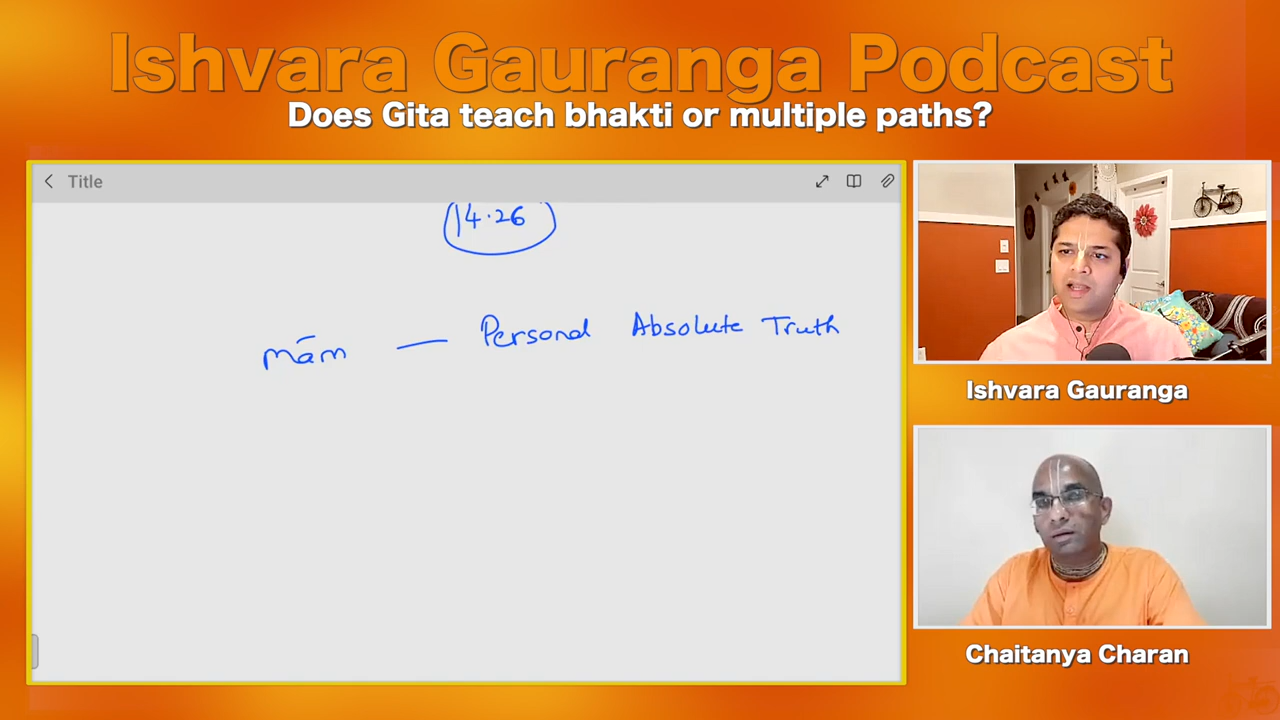 Ishvara Gauranga Podcast
Does Gita teach bhakti or multiple paths?
Title
14.26
mām — Personal Absolute Truth
Ishvara Gauranga
Chaitanya Charan